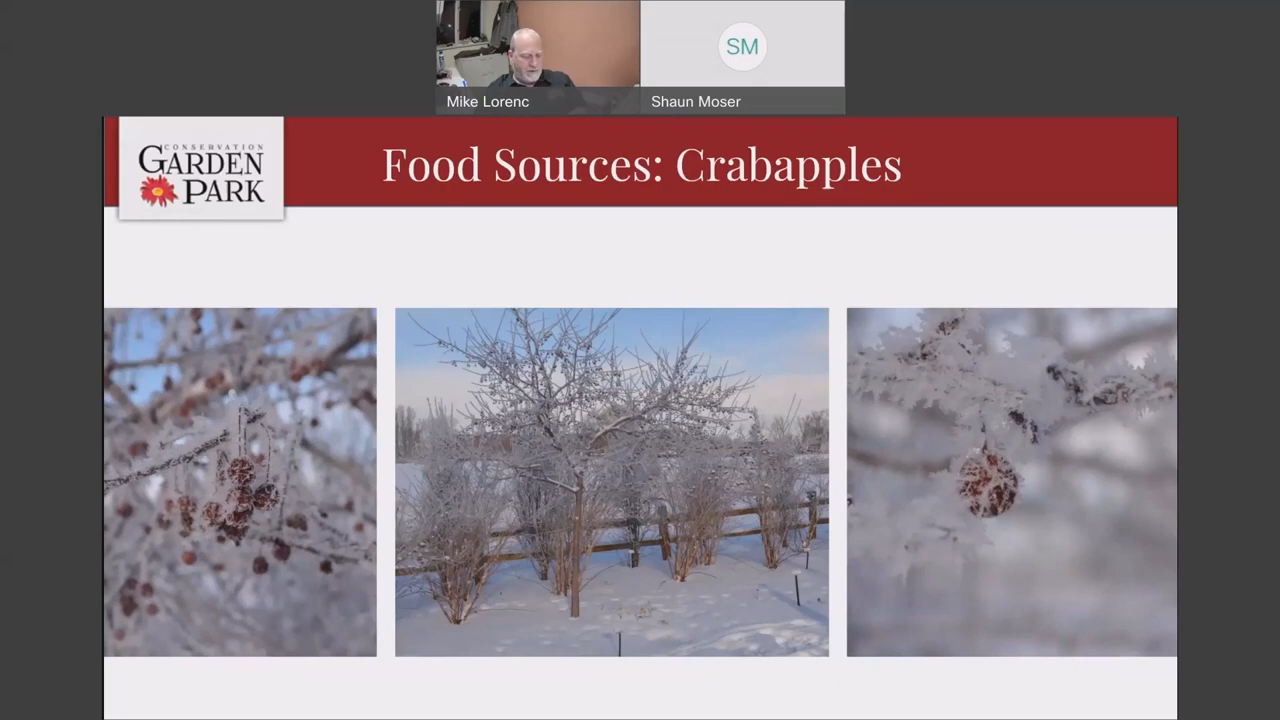 SM
Mike Lorenc
Shaun Moser
CONSERVATION
GARDEN
PARK
Food Sources: Crabapples